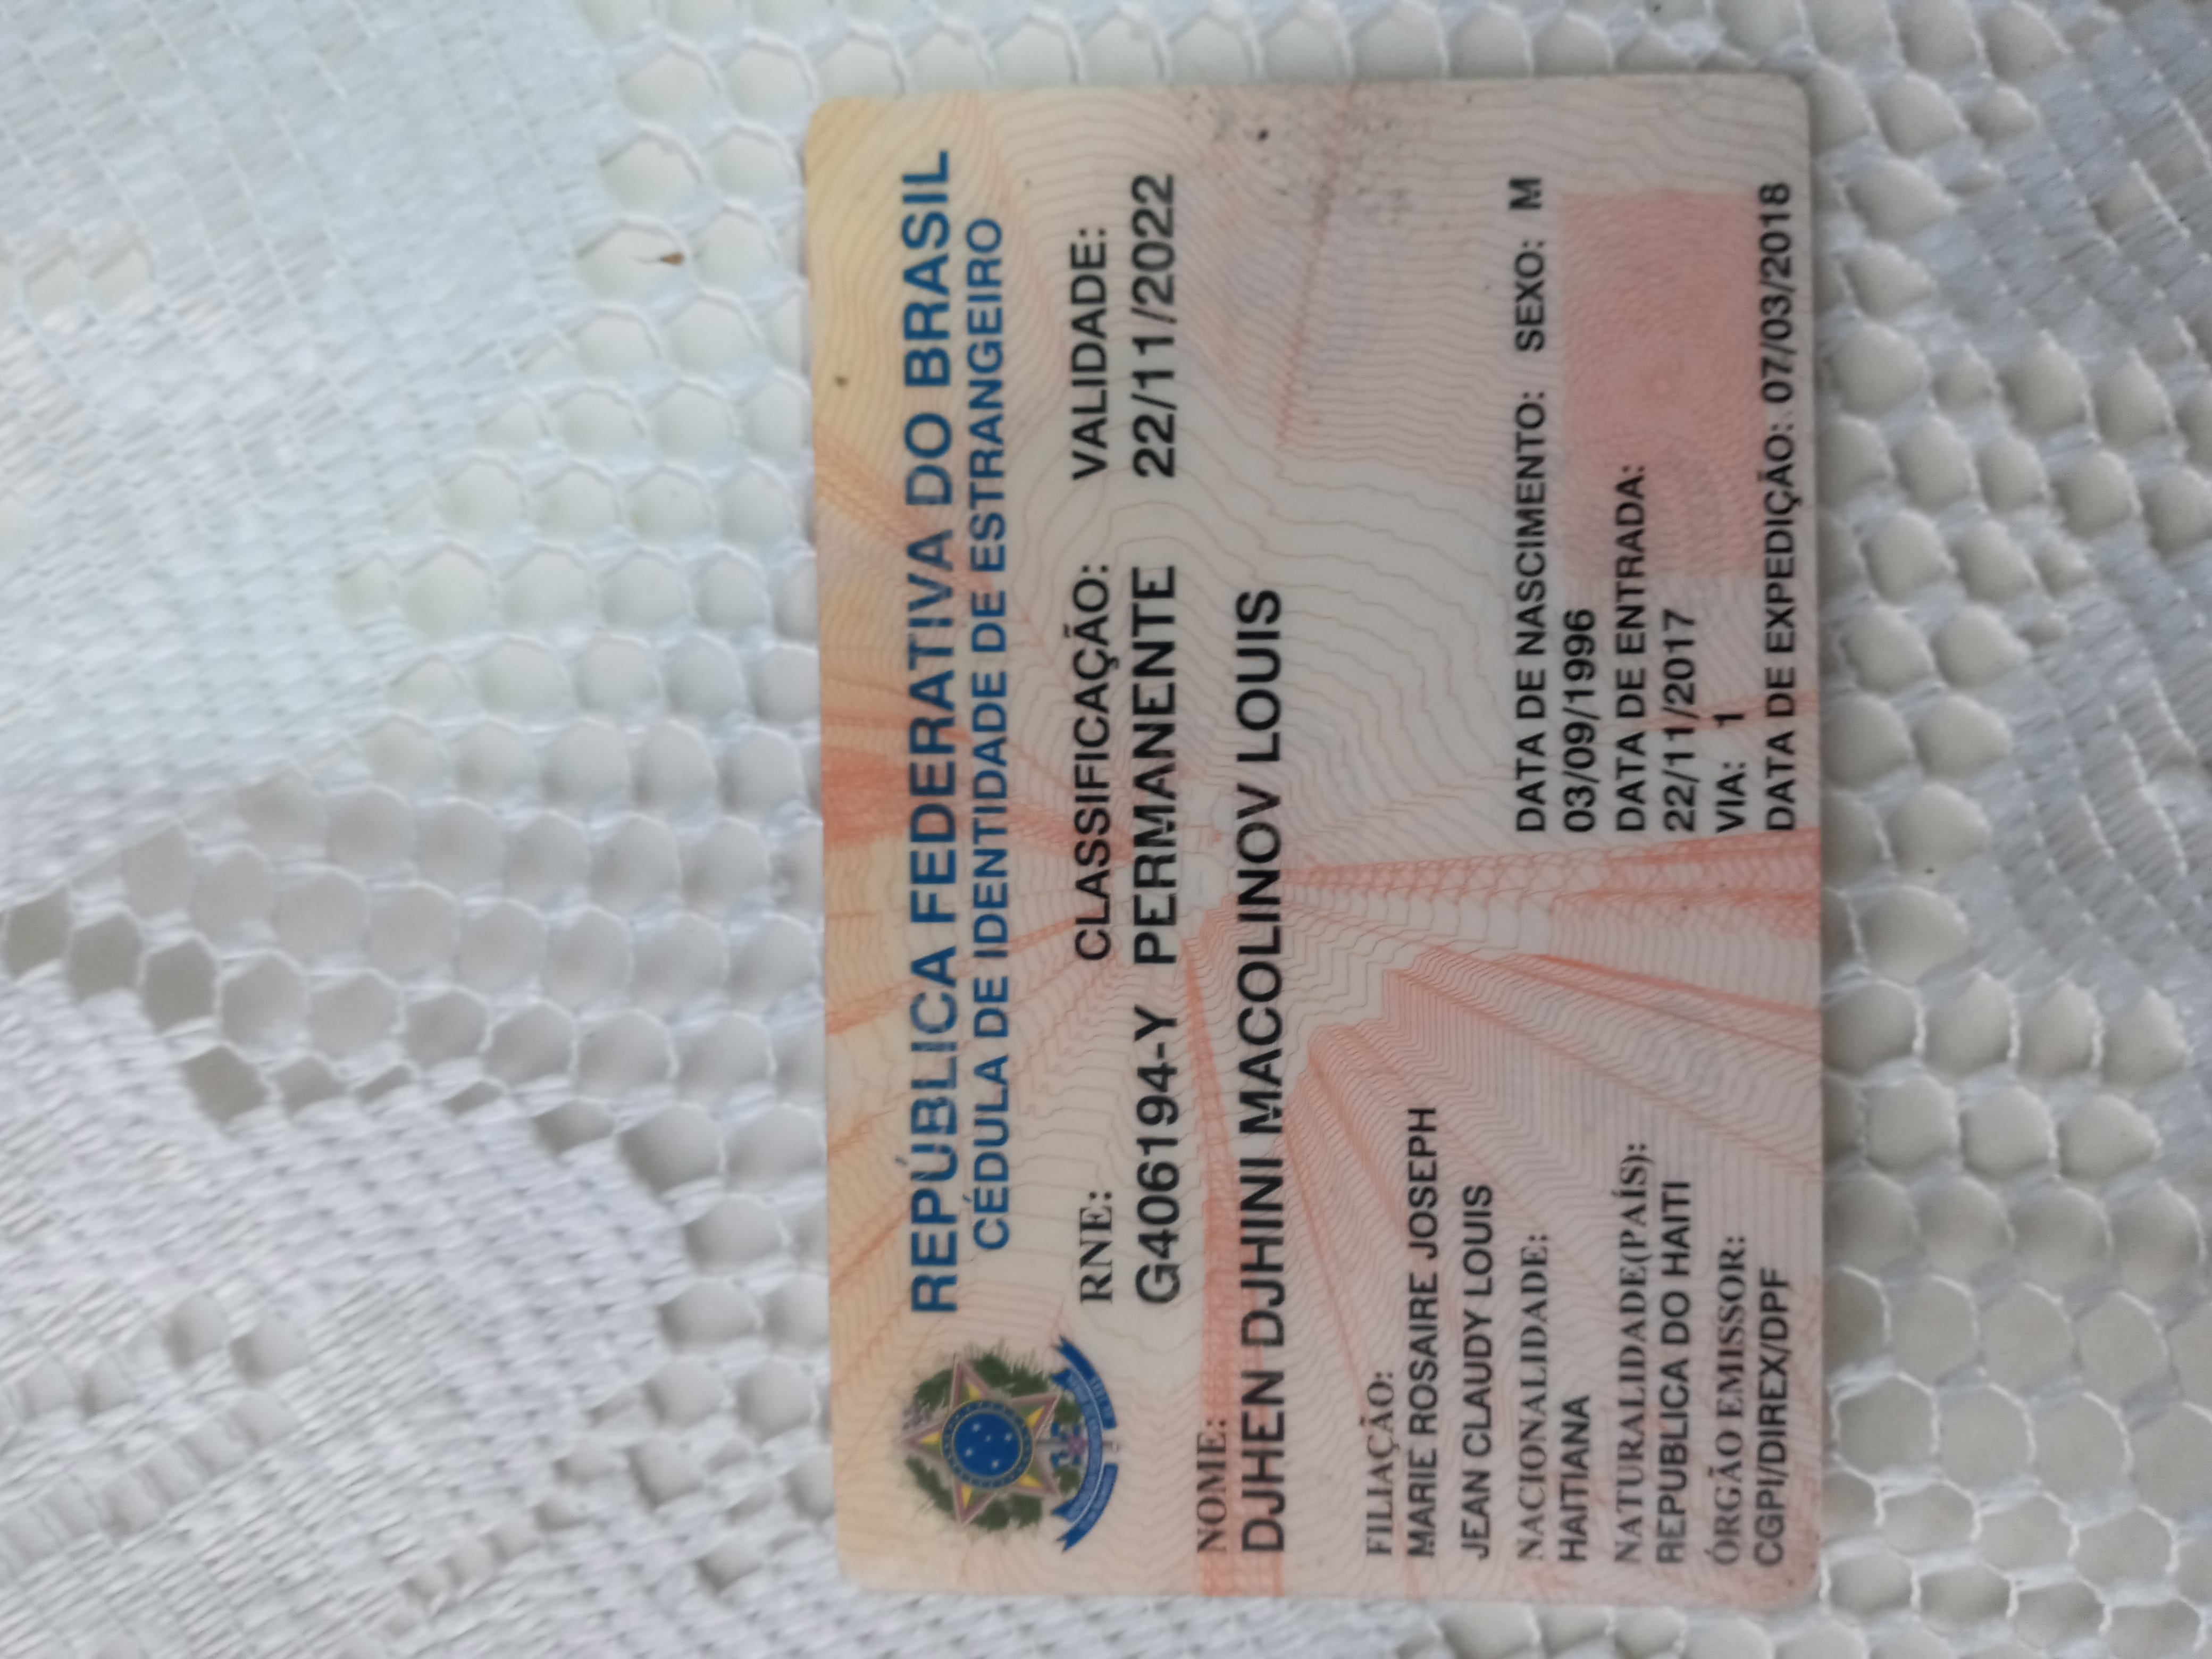 REPÚBLICA FEDERATIVA DO BRASIL
CÉDULA DE IDENTIDADE DE ESTRANGEIRO
RNE: CLASSIFICAÇÃO: VALIDADE:
G406194-Y PERMANENTE 22/11/2022
NOME:
DJHEN DJHINI MACOLINOV LOUIS
FILIAÇÃO:
MARIE ROSAIRE JOSEPH
JEAN CLAUDY LOUIS
NACIONALIDADE:
HAITIANA
NATURALIDADE(PAÍS):
REPUBLICA DO HAITI
ÓRGÃO EMISSOR:
CGPI/DIREX/DPF
DATA DE NASCIMENTO: SEXO: M
03/09/1996
DATA DE ENTRADA:
22/11/2017
VIA: 1
DATA DE EXPEDIÇÃO: 07/03/2018